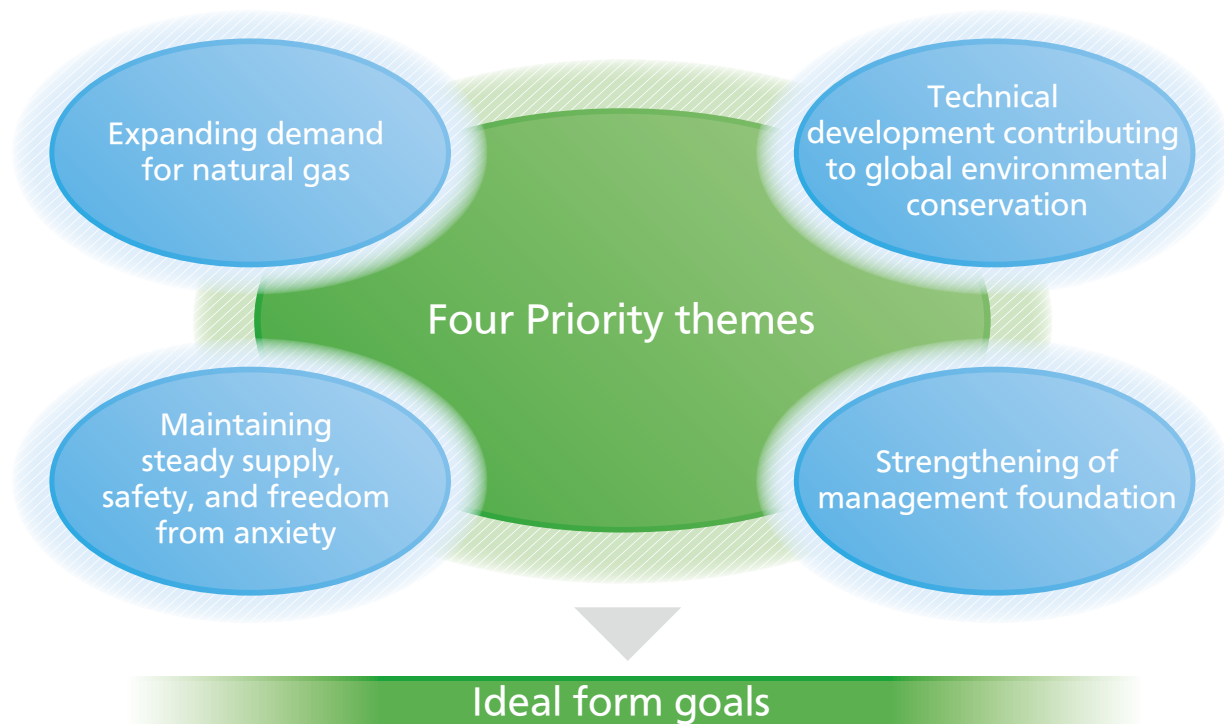 Expanding demand
for natural gas
Technical
development contributing
to global environmental
conservation
Four Priority themes
Maintaining
steady supply,
safety, and freedom
from anxiety
Strengthening of
management foundation
Ideal form goals